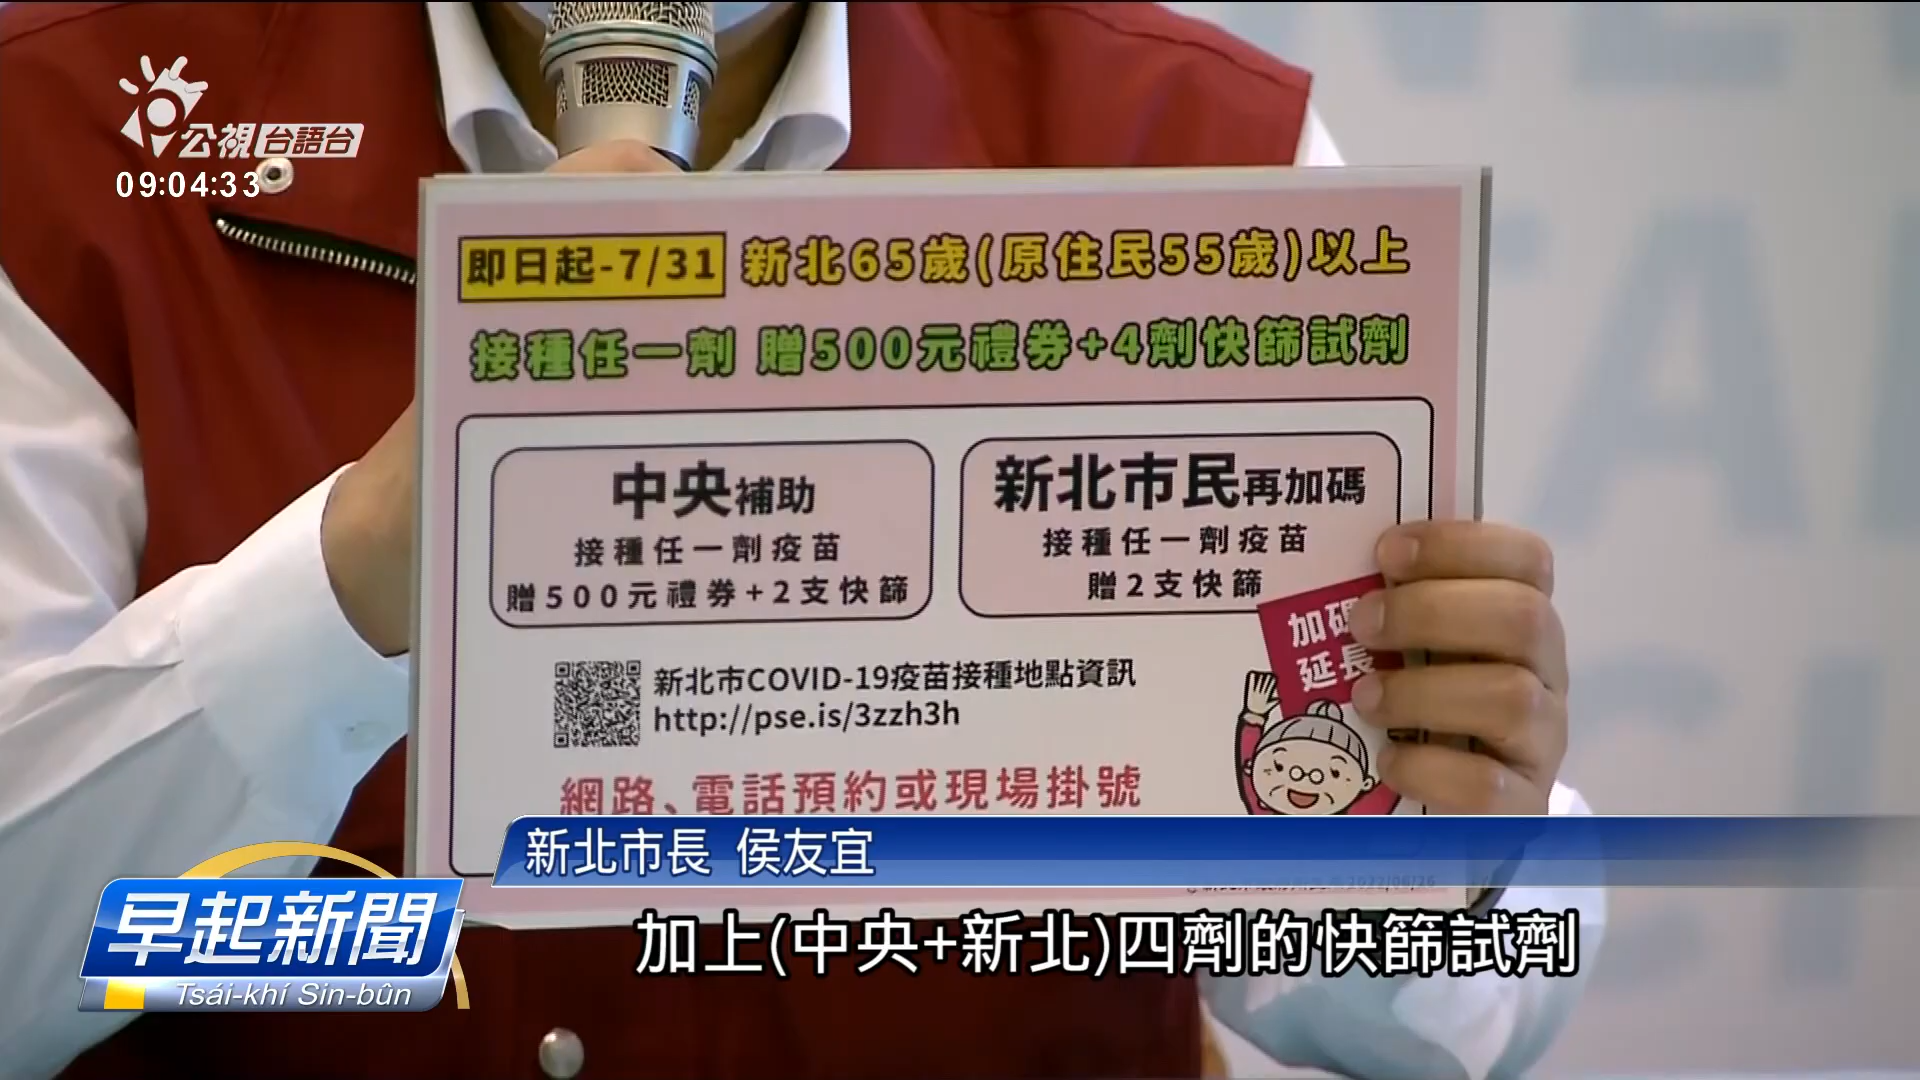 公視 台語台
09:04:33
即日起-7/31 新北65歲(原住民55歲)以上
接種任一劑 贈500元禮券+4劑快篩試劑
中央補助
接種任一劑疫苗
贈500元禮券+2支快篩
新北市民再加碼
接種任一劑疫苗
贈2支快篩
加碼
延長
新北市COVID-19疫苗接種地點資訊
http://pse.is/3zzh3h
網路、電話預約或現場掛號
新北市長 侯友宜
早起新聞
Tsái-khí Sin-bûn
加上(中央+新北)四劑的快篩試劑